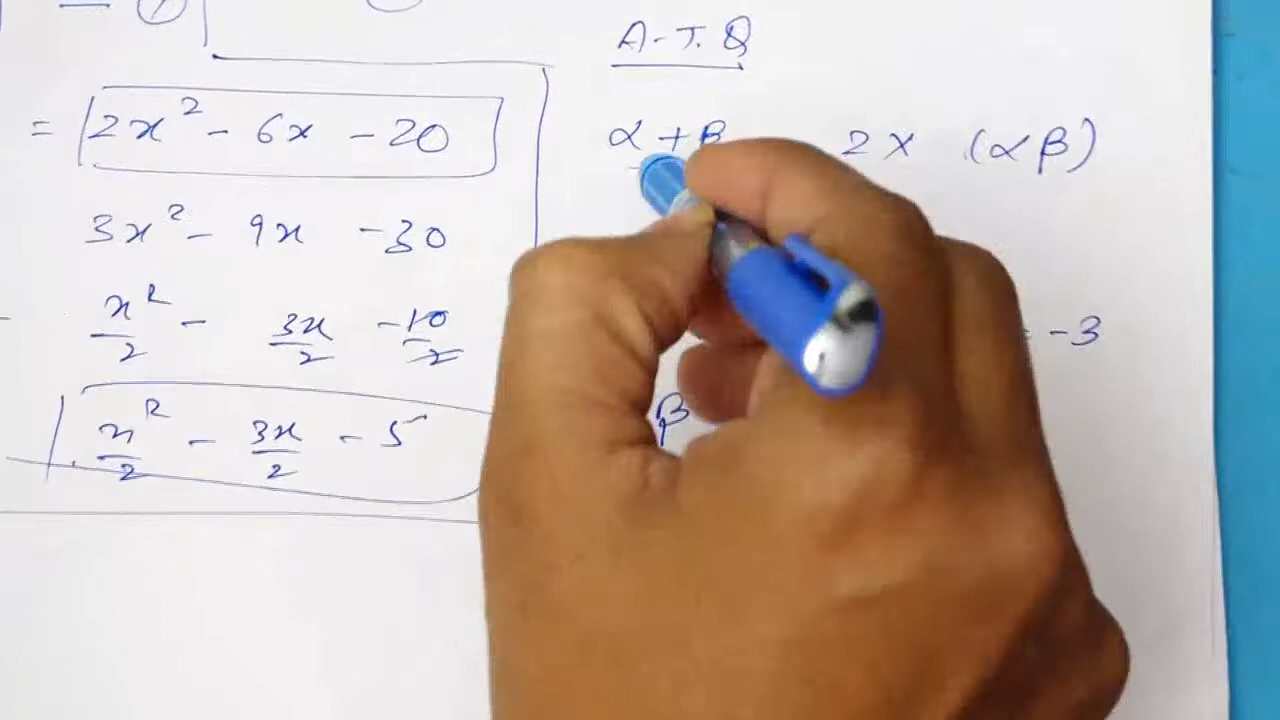 = 2x² - 6x - 20
3x² - 9x - 30
x²/2 - 3x/2 - 10/2
x²/2 - 3x/2 - 5
A-T.Q
α + β 2 × (αβ)
- 3
β